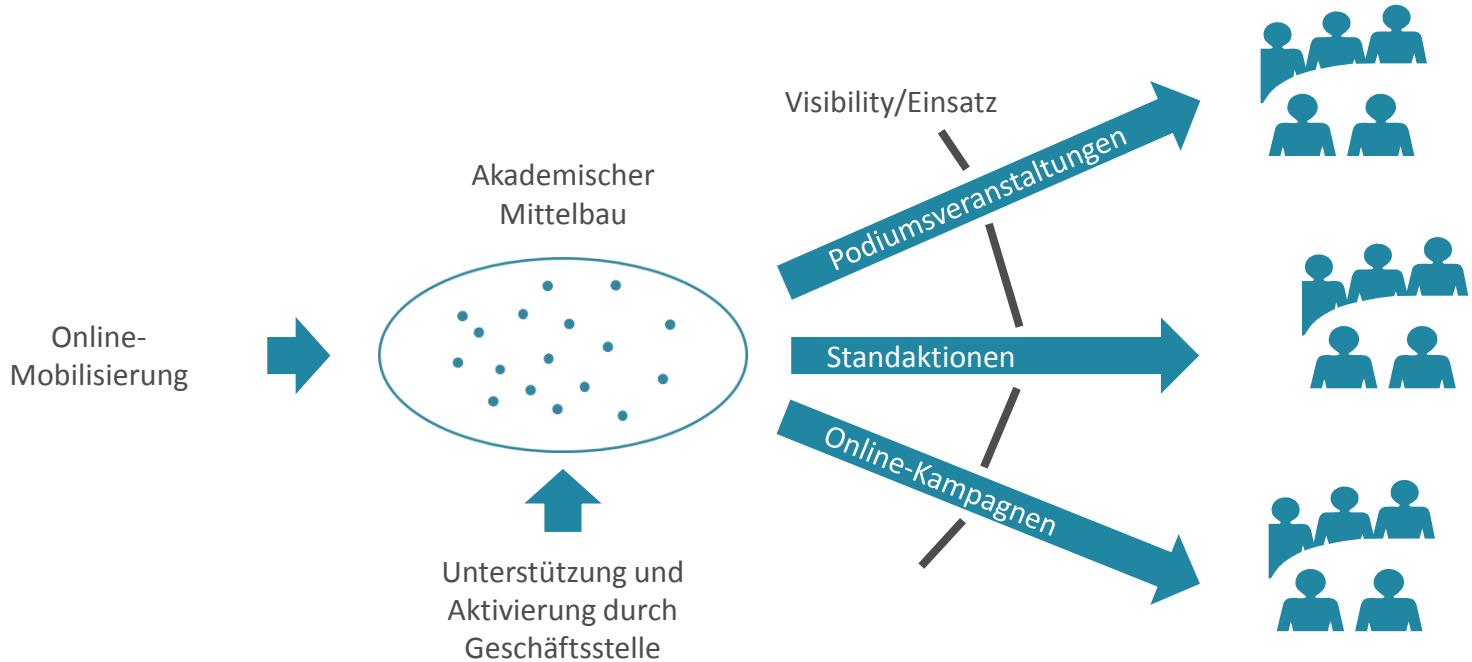 Online-
Mobilisierung
Akademischer
Mittelbau
Unterstützung und
Aktivierung durch
Geschäftsstelle
Visibility/Einsatz
Podiumsveranstaltungen
Standaktionen
Online-Kampagnen